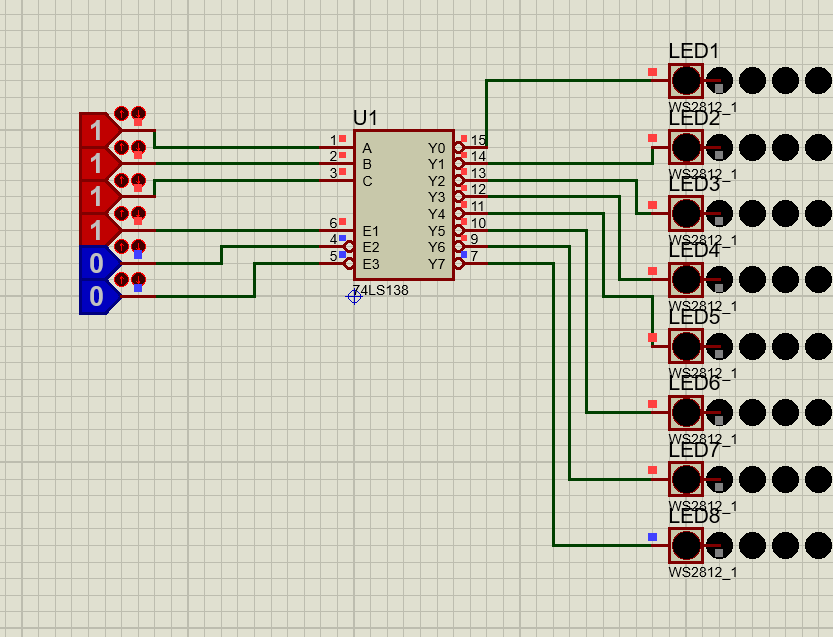 LED1
WS2812_1
LED2
WS2812_1
LED3
WS2812_1
LED4
WS2812_1
LED5
WS2812_1
LED6
WS2812_1
LED7
WS2812_1
LED8
WS2812_1
U1
1
1
1
1
0
0
1 A Y0 15
2 B Y1 14
3 C Y2 13
Y3 12
Y4 11
6 E1 Y5 10
4 E2 Y6 9
5 E3 Y7 7
74LS138